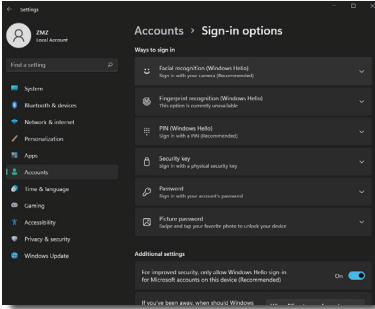 Settings
ZMZ
Local Account
Find a setting
System
Bluetooth & devices
Network & internet
Personalization
Apps
Accounts
Time & language
Gaming
Accessibility
Privacy & security
Windows Update
Accounts > Sign-in options
Ways to sign in
Facial recognition (Windows Hello)
Sign in with your camera (Recommended)
Fingerprint recognition (Windows Hello)
This option is currently unavailable
PIN (Windows Hello)
Sign in with a PIN (Recommended)
Security key
Sign in with a physical security key
Password
Sign in with your account's password
Picture password
Swipe and tap your favorite photo to unlock your device
Additional settings
For improved security, only allow Windows Hello sign-in
for Microsoft accounts on this device (Recommended)
On
If you've been away, when should Windows